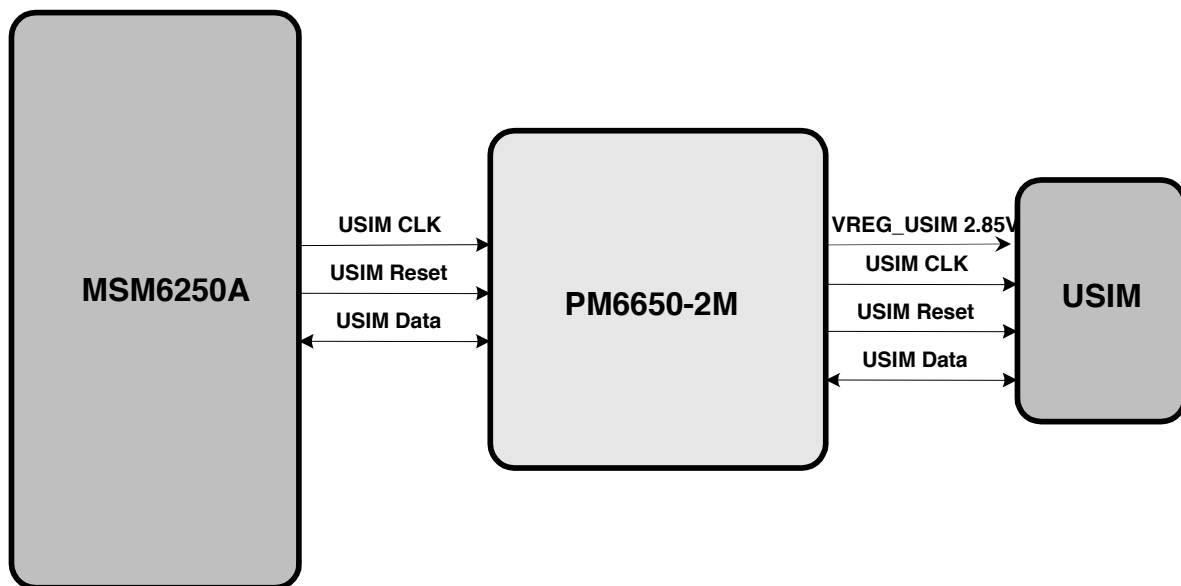 MSM6250A
USIM CLK
USIM Reset
USIM Data
PM6650-2M
VREG_USIM 2.85V
USIM CLK
USIM Reset
USIM Data
USIM